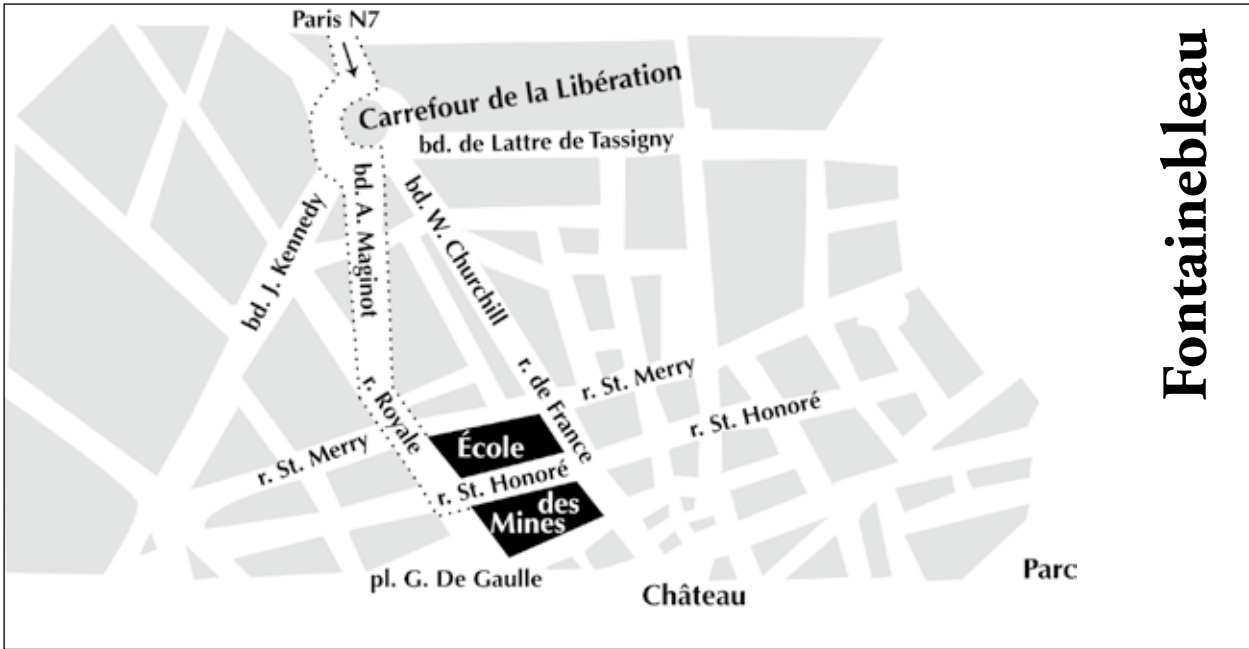 Paris N7
Carrefour de la Libération
bd. de Lattre de Tassigny
bd. J. Kennedy
bd. A. Maginot
bd. W. Churchill
r. Royale
r. de France
r. St. Merry
r. St. Merry
r. St. Honoré
r. St. Honoré
École
des
Mines
pl. G. De Gaulle
Château
Parc
Fontainebleau